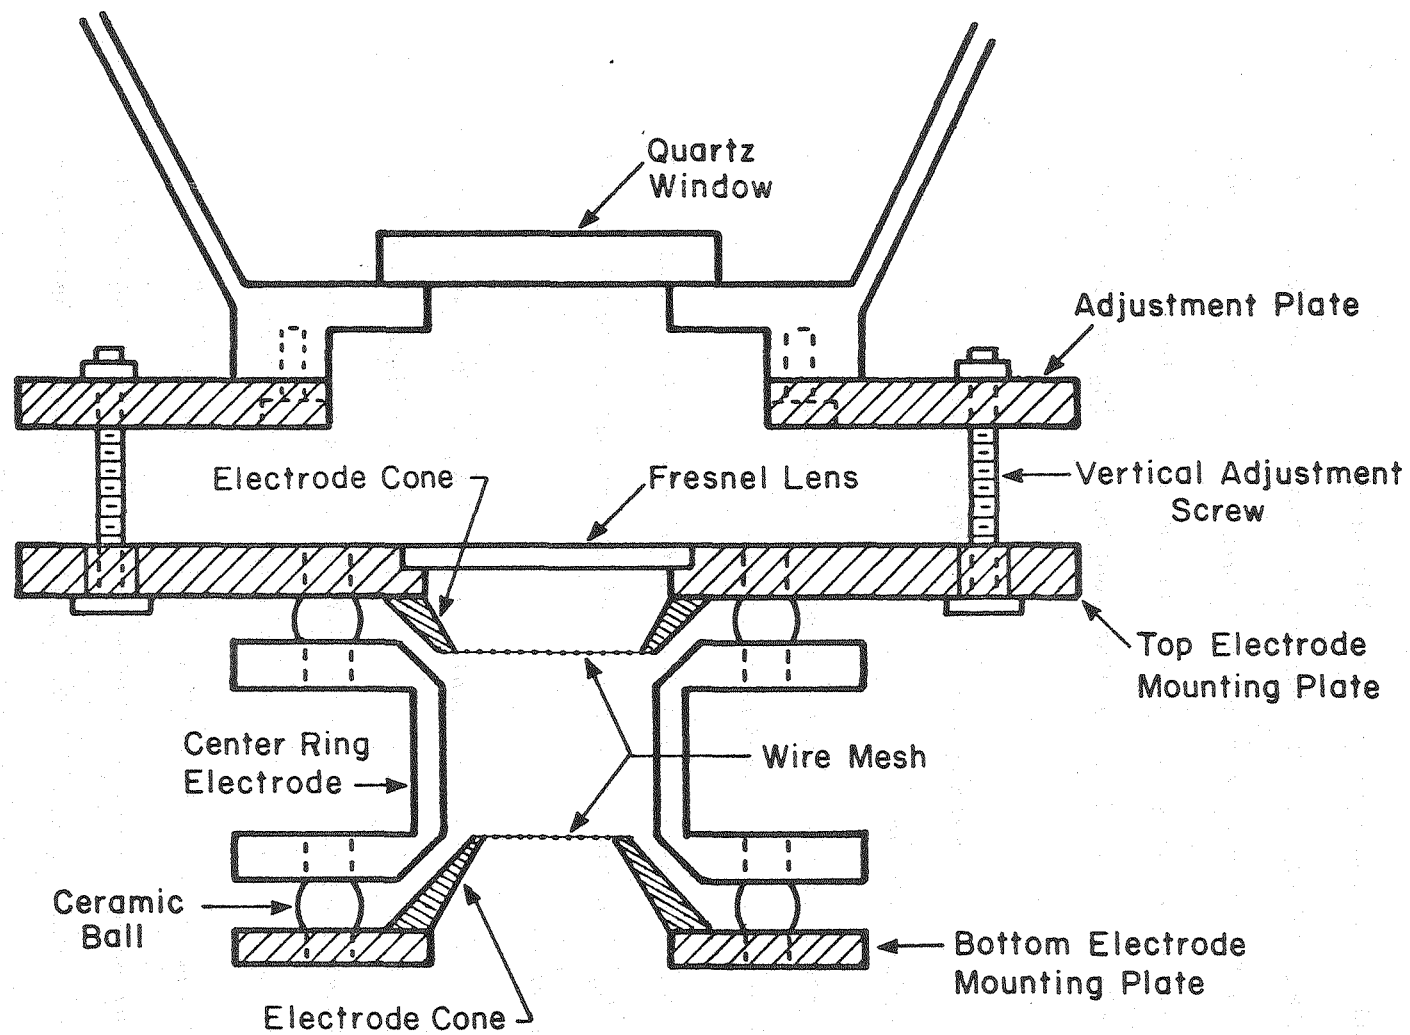 Quartz
Window
Adjustment Plate
Electrode Cone
Fresnel Lens
Vertical Adjustment
Screw
Top Electrode
Mounting Plate
Center Ring
Electrode
Wire Mesh
Ceramic
Ball
Bottom Electrode
Mounting Plate
Electrode Cone